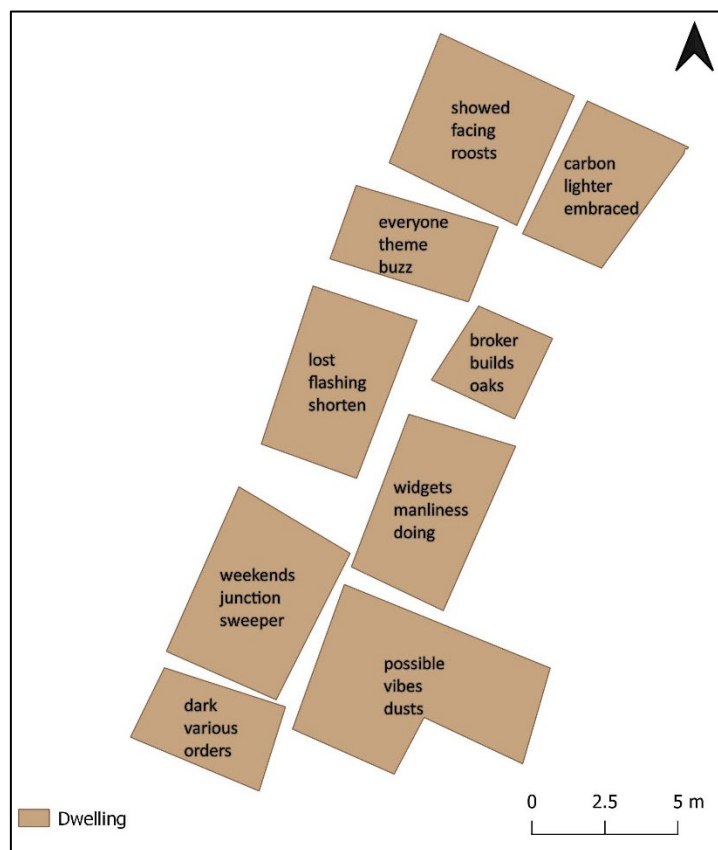 showed
facing
roosts
carbon
lighter
embraced
everyone
theme
buzz
broker
builds
oaks
lost
flashing
shorten
widgets
manliness
doing
weekends
junction
sweeper
possible
vibes
dusts
dark
various
orders
Dwelling
0 2.5 5 m